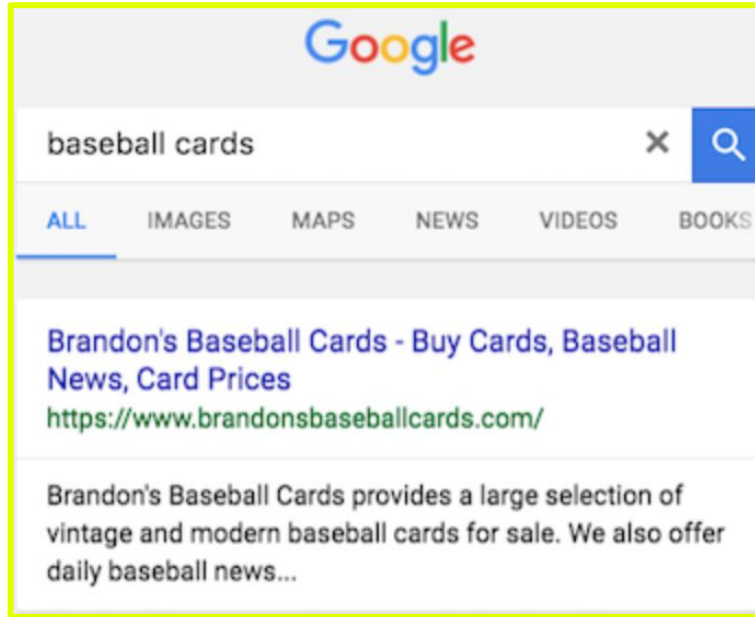 Google
baseball cards
ALL IMAGES MAPS NEWS VIDEOS BOOKS
Brandon's Baseball Cards - Buy Cards, Baseball
News, Card Prices
https://www.brandonsbaseballcards.com/
Brandon's Baseball Cards provides a large selection of
vintage and modern baseball cards for sale. We also offer
daily baseball news...